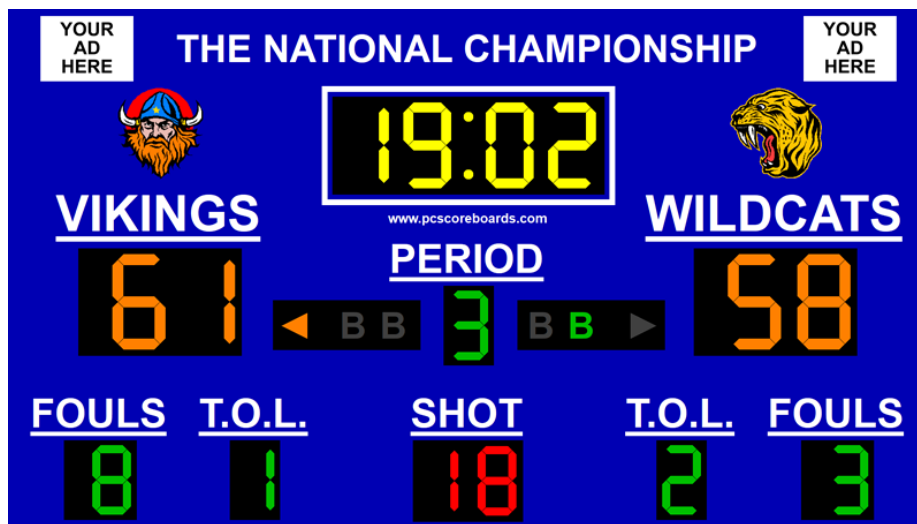 YOUR
AD
HERE
THE NATIONAL CHAMPIONSHIP
YOUR
AD
HERE
19:02
www.pcscoreboards.com
VIKINGS
WILDCATS
PERIOD
61
◀ B B
3
B B ▶
58
FOULS
T.O.L.
SHOT
T.O.L.
FOULS
8
1
18
2
3